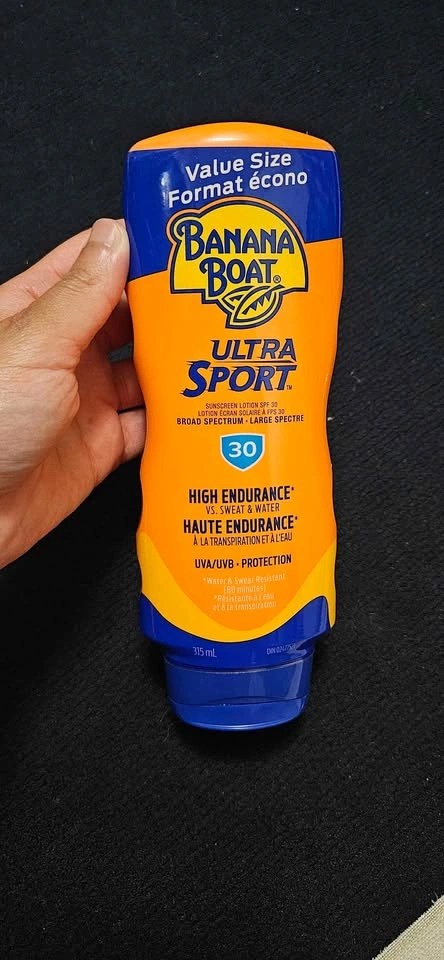 Value Size
Format écono
BANANA
BOAT®
ULTRA
SPORT™
SUNSCREEN LOTION SPF 30
LOTION ÉCRAN SOLAIRE À FPS 30
BROAD SPECTRUM • LARGE SPECTRE
30
HIGH ENDURANCE*
VS. SWEAT & WATER
HAUTE ENDURANCE*
À LA TRANSPIRATION ET À L'EAU
UVA/UVB • PROTECTION
*Water & Sweat Resistant
(80 minutes)
*Résistante à l'eau
et à la transpiration
315 mL
DIN